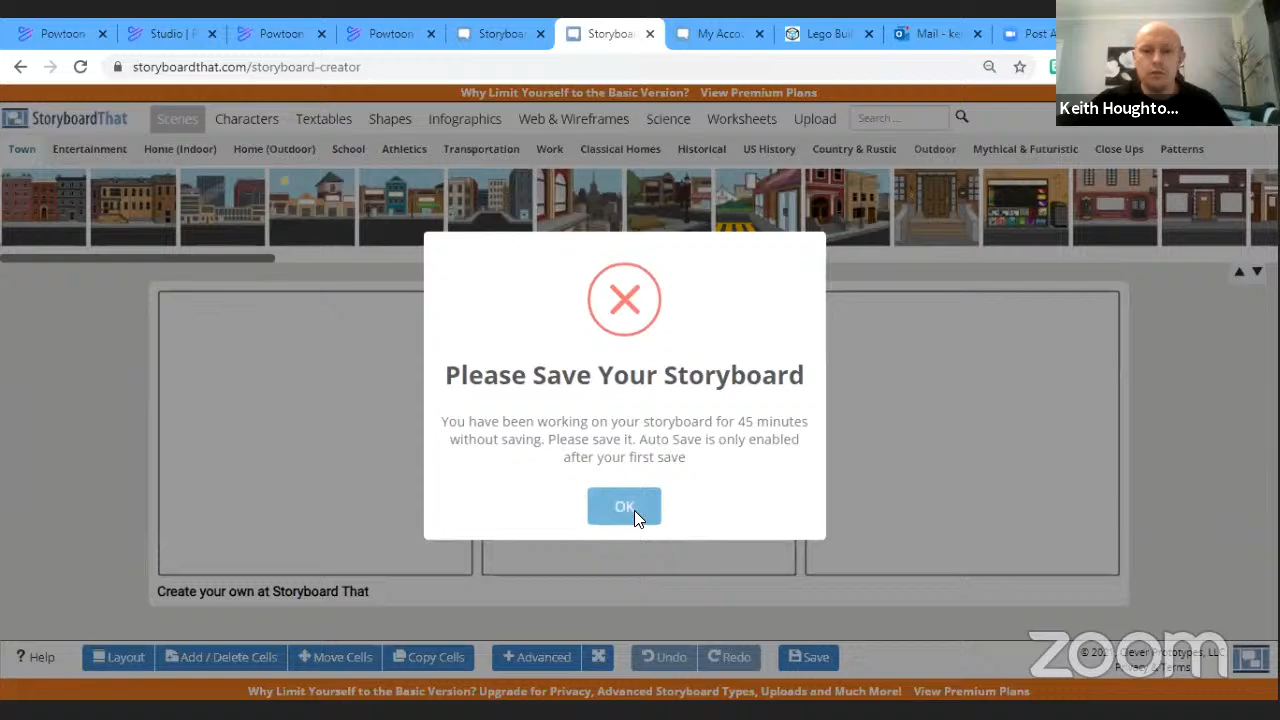 Powtoon
Studio | P
Powtoon
Powtoon
Storyboa
Storyboa
My Acco
Lego Bui
Mail - ke
Post A
storyboardthat.com/storyboard-creator
Keith Houghto...
Why Limit Yourself to the Basic Version? View Premium Plans
StoryboardThat
Scenes Characters Textables Shapes Infographics Web & Wireframes Science Worksheets Upload Search ...
Town Entertainment Home (Indoor) Home (Outdoor) School Athletics Transportation Work Classical Homes Historical US History Country & Rustic Outdoor Mythical & Futuristic Close Ups Patterns
Please Save Your Storyboard
You have been working on your storyboard for 45 minutes
without saving. Please save it. Auto Save is only enabled
after your first save
OK
Create your own at Storyboard That
? Help Layout Add / Delete Cells Move Cells Copy Cells Advanced Undo Redo Save
zoom
Clever Prototypes, LLC
Privacy & Terms
Why Limit Yourself to the Basic Version? Upgrade for Privacy, Advanced Storyboard Types, Uploads and Much More! View Premium Plans